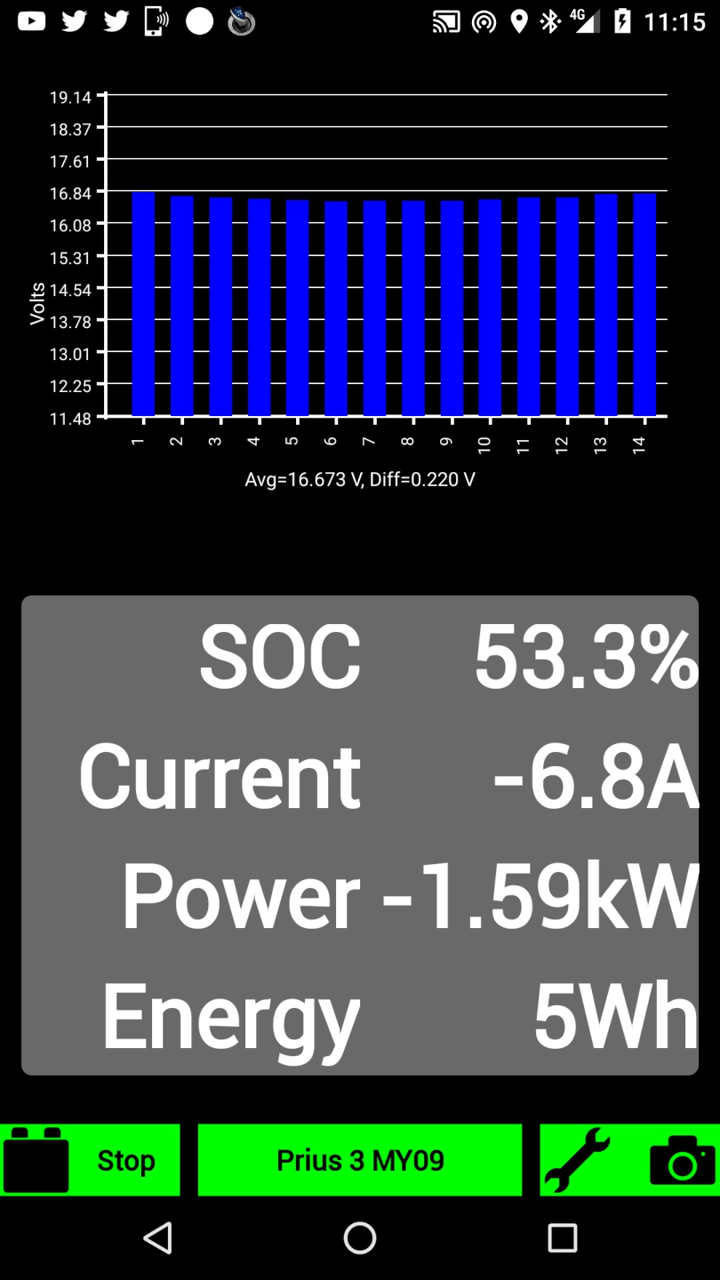 4G 11:15
19.14
18.37
17.61
16.84
16.08
15.31
14.54
13.78
13.01
12.25
11.48
Volts
1 2 3 4 5 6 7 8 9 10 11 12 13 14
Avg=16.673 V, Diff=0.220 V
SOC 53.3%
Current -6.8A
Power -1.59kW
Energy 5Wh
Stop Prius 3 MY09